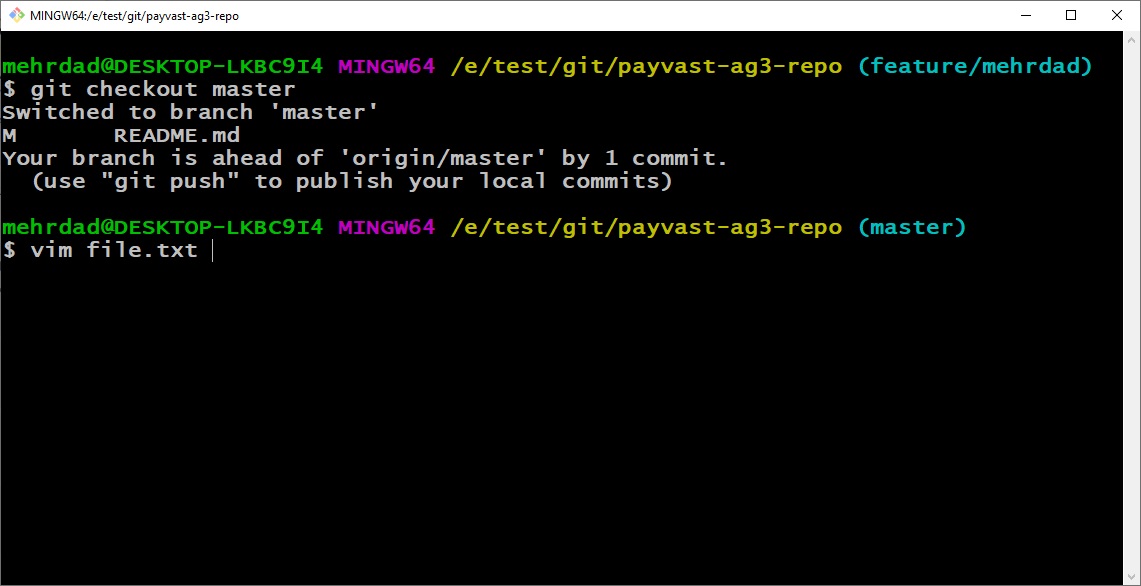 MINGW64:/e/test/git/payvast-ag3-repo
mehrdad@DESKTOP-LKBC9I4 MINGW64 /e/test/git/payvast-ag3-repo (feature/mehrdad)
$ git checkout master
Switched to branch 'master'
M       README.md
Your branch is ahead of 'origin/master' by 1 commit.
  (use "git push" to publish your local commits)
mehrdad@DESKTOP-LKBC9I4 MINGW64 /e/test/git/payvast-ag3-repo (master)
$ vim file.txt